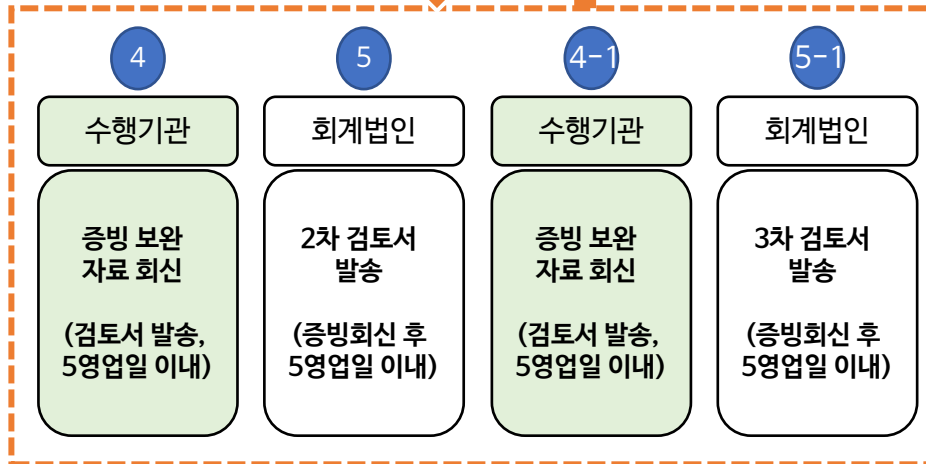 4
수행기관
증빙 보완
자료 회신
(검토서 발송,
5영업일 이내)
5
회계법인
2차 검토서
발송
(증빙회신 후
5영업일 이내)
4-1
수행기관
증빙 보완
자료 회신
(검토서 발송,
5영업일 이내)
5-1
회계법인
3차 검토서
발송
(증빙회신 후
5영업일 이내)